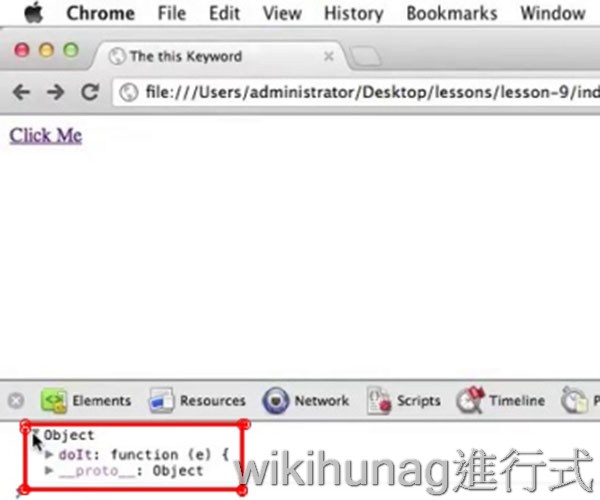 Chrome File Edit View History Bookmarks Window
The this Keyword
file:///Users/administrator/Desktop/lessons/lesson-9/ind
Click Me
Elements Resources Network Scripts Timeline P
Object
doIt: function (e) {
__proto__: Object
wikihunag進行式